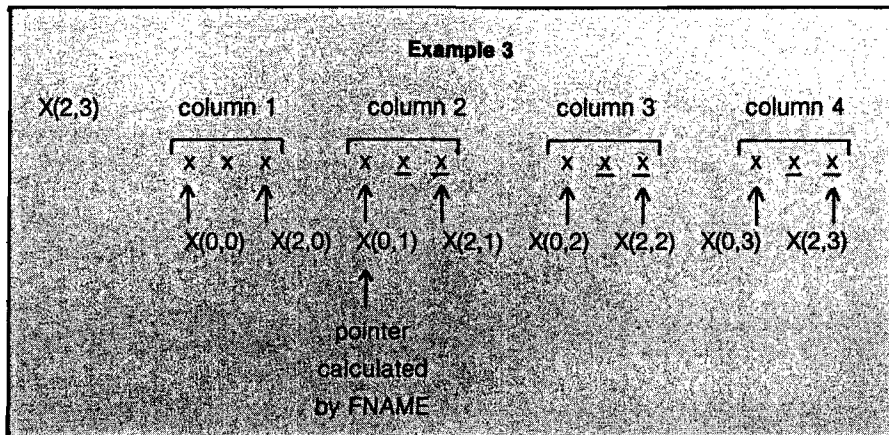 Example 3
X(2,3) column 1 column 2 column 3 column 4
x x x x x x x x x x x x
X(0,0) X(2,0) X(0,1) X(2,1) X(0,2) X(2,2) X(0,3) X(2,3)
pointer
calculated
by FNAME